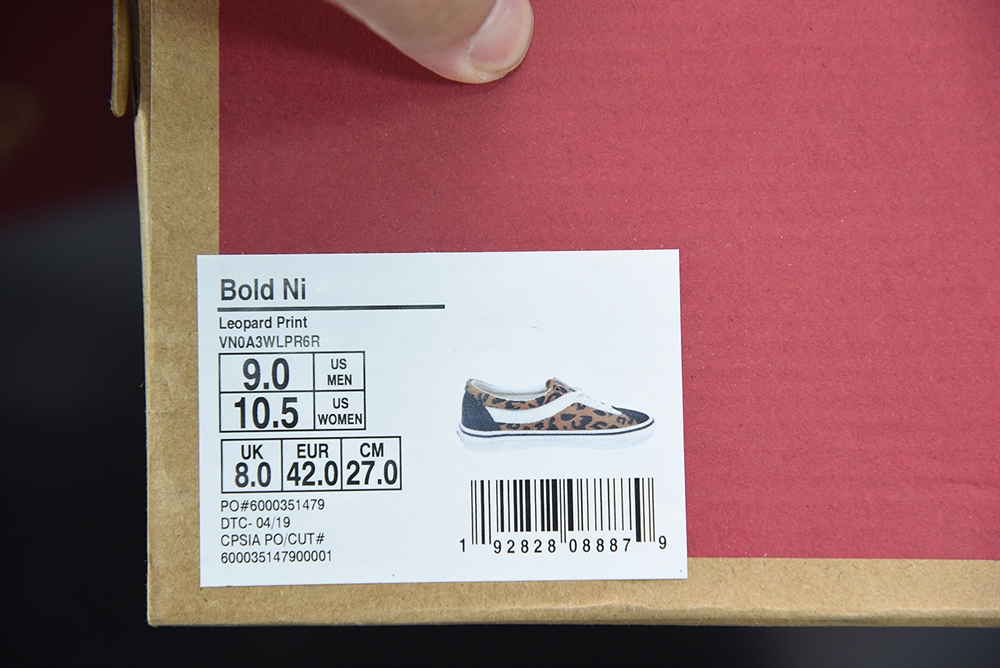 Bold Ni
Leopard Print
VN0A3WLPR6R
9.0 US MEN
10.5 US WOMEN
UK EUR CM
8.0 42.0 27.0
PO#6000351479
DTC- 04/19
CPSIA PO/CUT#
600035147900001
1 92828 08887 9